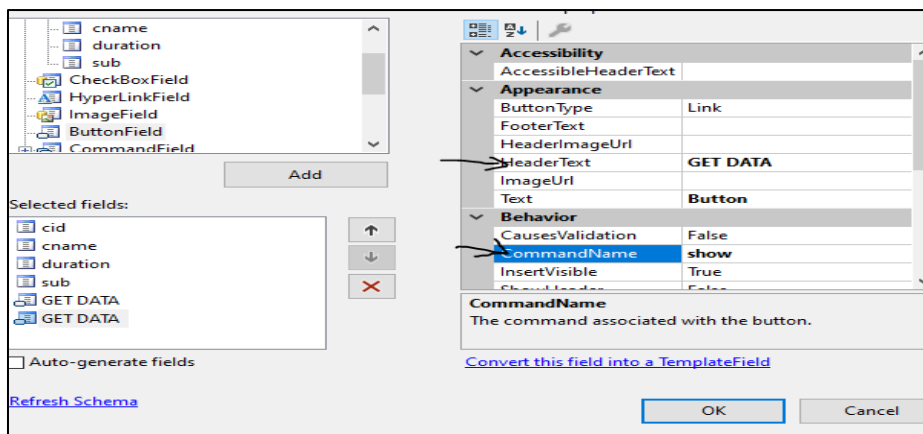 cname
duration
sub
CheckBoxField
HyperLinkField
ImageField
ButtonField
CommandField
Add
Selected fields:
cid
cname
duration
sub
GET DATA
GET DATA
Auto-generate fields
Refresh Schema
Accessibility
AccessibleHeaderText
Appearance
ButtonType Link
FooterText
HeaderImageUrl
HeaderText GET DATA
ImageUrl
Text Button
Behavior
CausesValidation False
CommandName show
InsertVisible True
ShowHeader False
CommandName
The command associated with the button.
Convert this field into a TemplateField
OK
Cancel